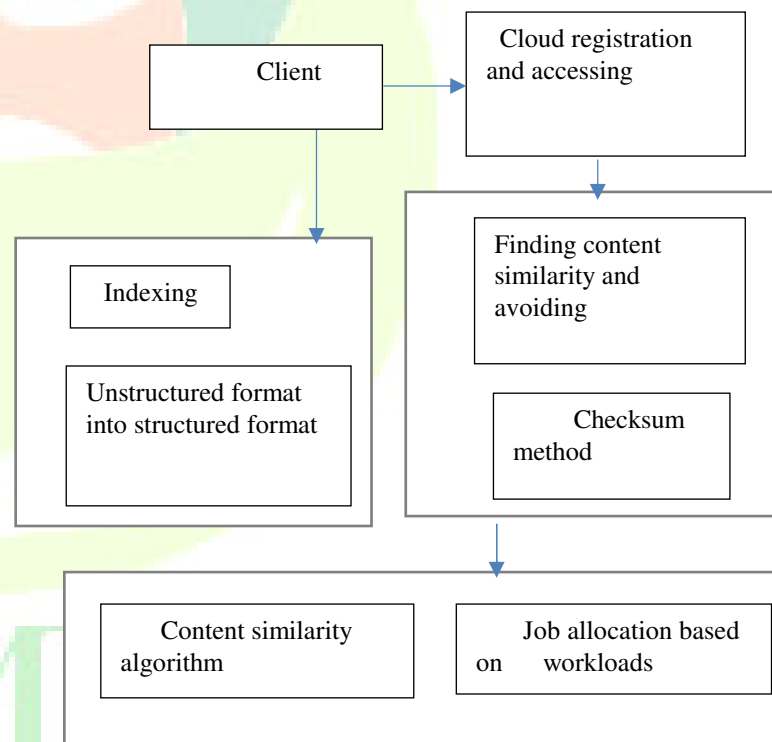 Client
Cloud registration
and accessing
Indexing
Unstructured format
into structured format
Finding content
similarity and
avoiding
Checksum
method
Content similarity
algorithm
Job allocation based
on workloads